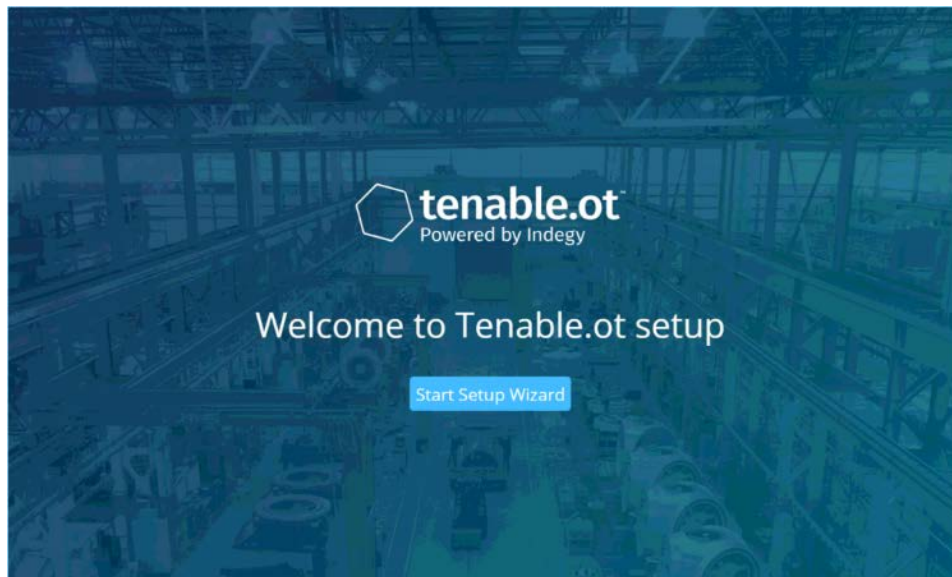 tenable.ot™
Powered by Indegy
Welcome to Tenable.ot setup
Start Setup Wizard